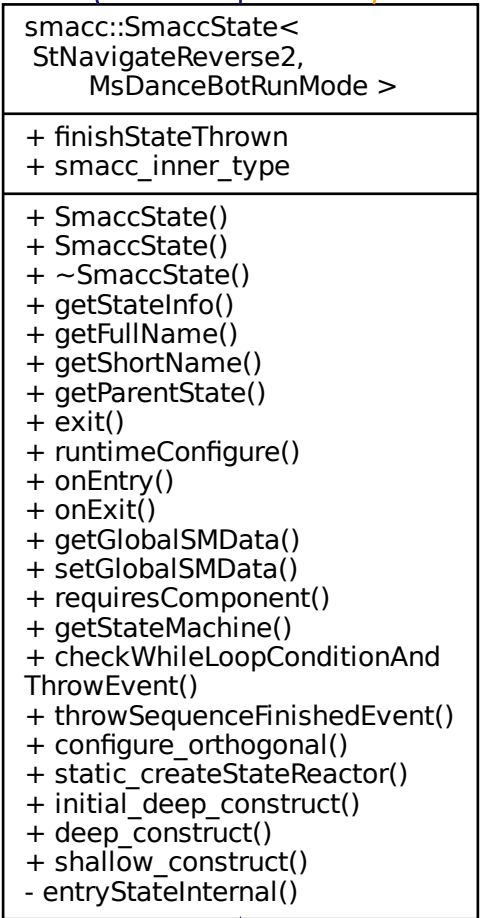 smacc::SmaccState<
StNavigateReverse2,
MsDanceBotRunMode >
+ finishStateThrown
+ smacc_inner_type
+ SmaccState()
+ SmaccState()
+ ~SmaccState()
+ getStateInfo()
+ getFullName()
+ getShortName()
+ getParentState()
+ exit()
+ runtimeConfigure()
+ onEntry()
+ onExit()
+ getGlobalSMData()
+ setGlobalSMData()
+ requiresComponent()
+ getStateMachine()
+ checkWhileLoopConditionAnd
ThrowEvent()
+ throwSequenceFinishedEvent()
+ configure_orthogonal()
+ static_createStateReactor()
+ initial_deep_construct()
+ deep_construct()
+ shallow_construct()
- entryStateInternal()